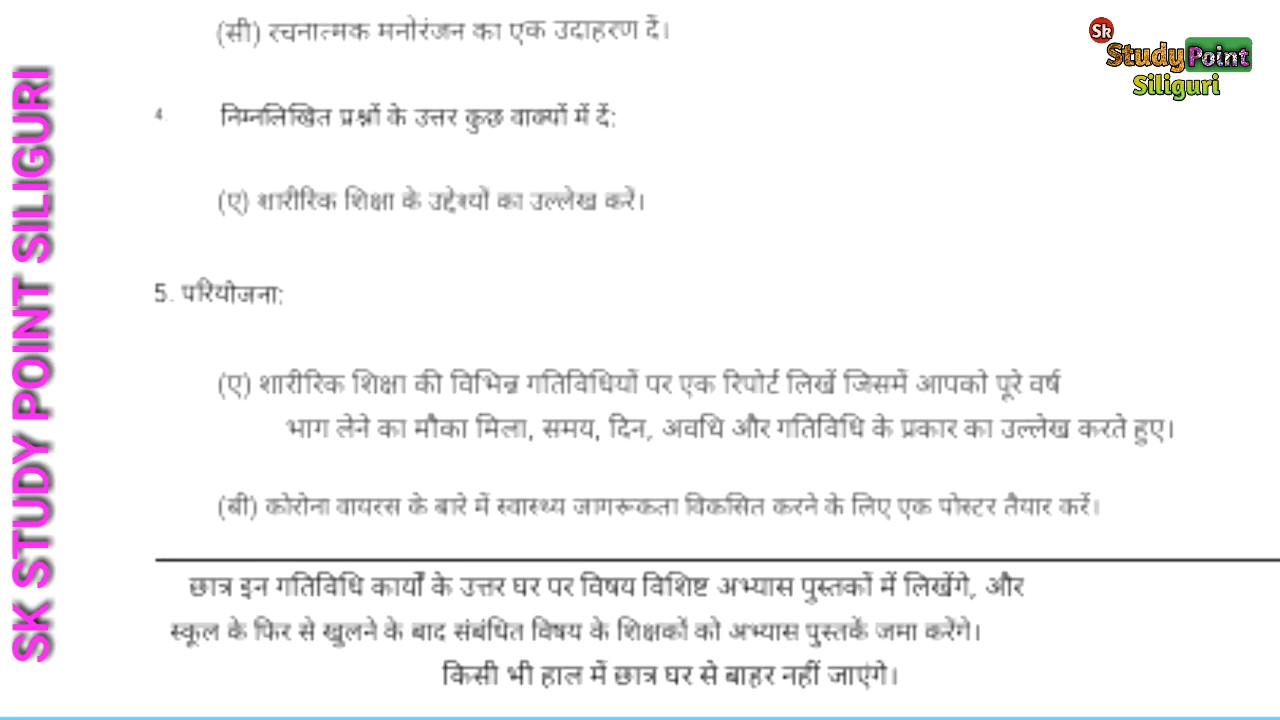 (सी) रचनात्मक मनोरंजन का एक उदाहरण दें।
Sk
Study Point
Siliguri
4. निम्नलिखित प्रश्नों के उत्तर कुछ वाक्यों में दें:
(ए) शारीरिक शिक्षा के उद्देश्यों का उल्लेख करें।
5. परियोजना:
(ए) शारीरिक शिक्षा की विभिन्न गतिविधियों पर एक रिपोर्ट लिखें जिसमें आपको पूरे वर्ष
भाग लेने का मौका मिला, समय, दिन, अवधि और गतिविधि के प्रकार का उल्लेख करते हुए।
(बी) कोरोना वायरस के बारे में स्वास्थ्य जागरूकता विकसित करने के लिए एक पोस्टर तैयार करें।
छात्र इन गतिविधि कार्यों के उत्तर घर पर विषय विशिष्ट अभ्यास पुस्तकों में लिखेंगे, और
स्कूल के फिर से खुलने के बाद संबंधित विषय के शिक्षकों को अभ्यास पुस्तकें जमा करेंगे।
किसी भी हाल में छात्र घर से बाहर नहीं जाएंगे।
SK STUDY POINT SILIGURI